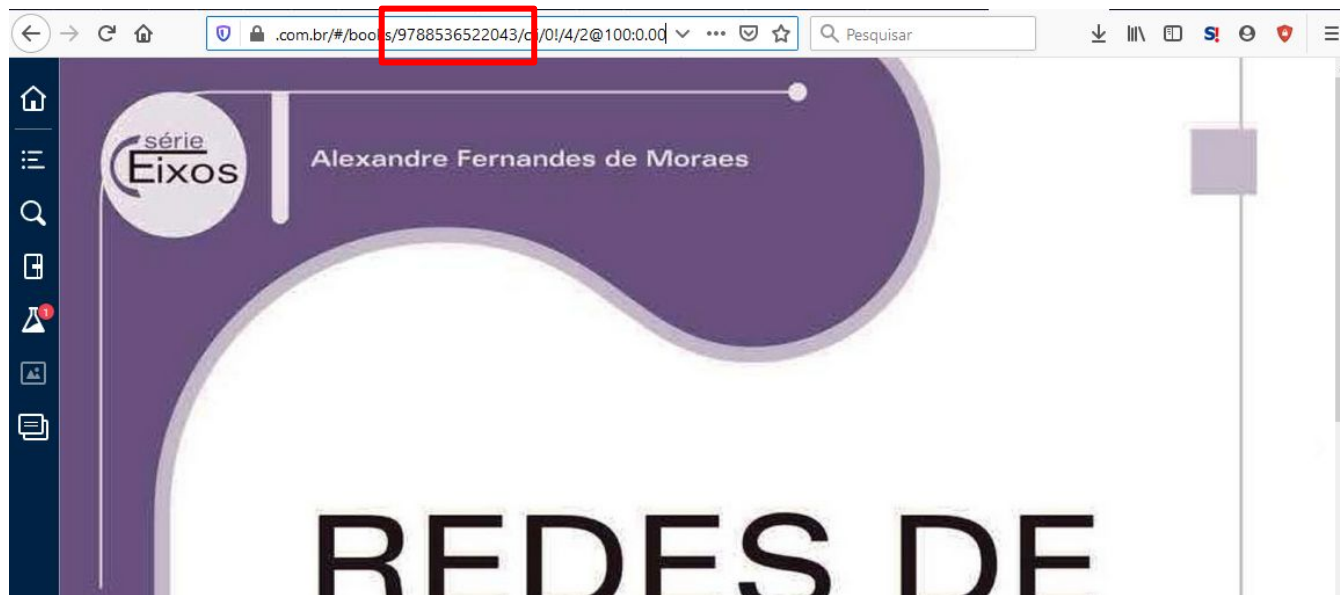 .com.br/#/books/9788536522043/cfi/0!/4/2@100:0.00
Pesquisar
S!
1
série
Eixos
Alexandre Fernandes de Moraes
REDES DE